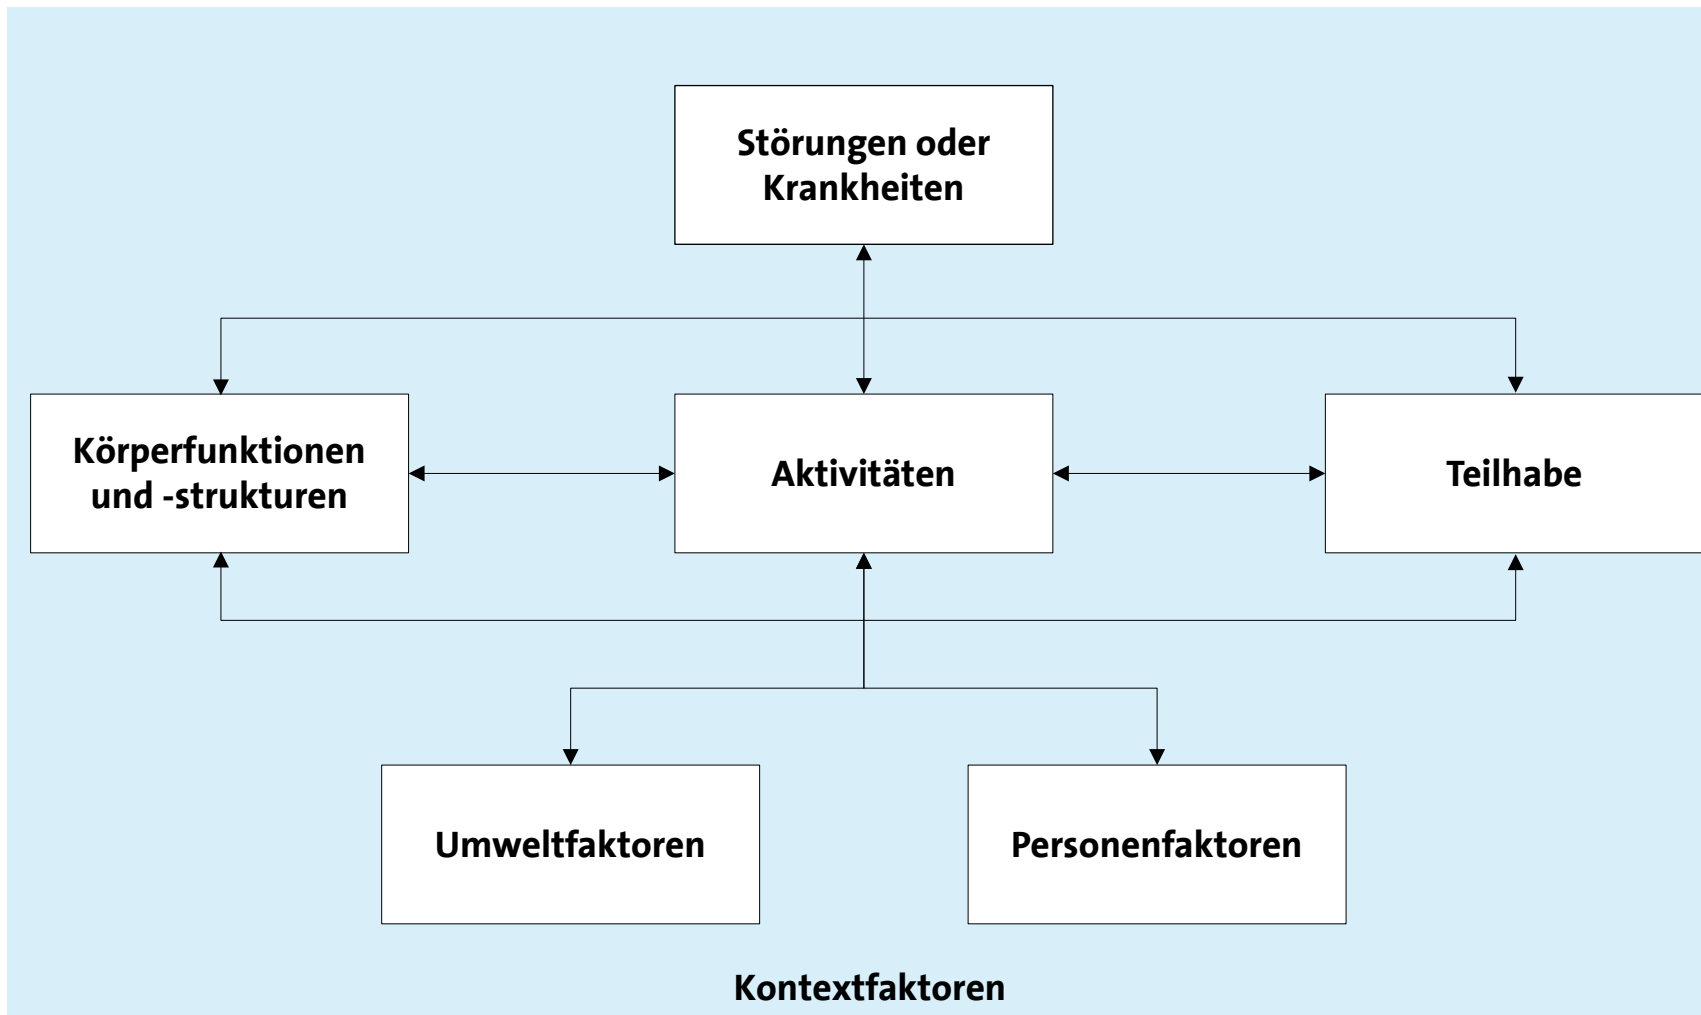 Störungen oder
Krankheiten
Körperfunktionen
und -strukturen
Aktivitäten
Teilhabe
Umweltfaktoren
Personenfaktoren
Kontextfaktoren